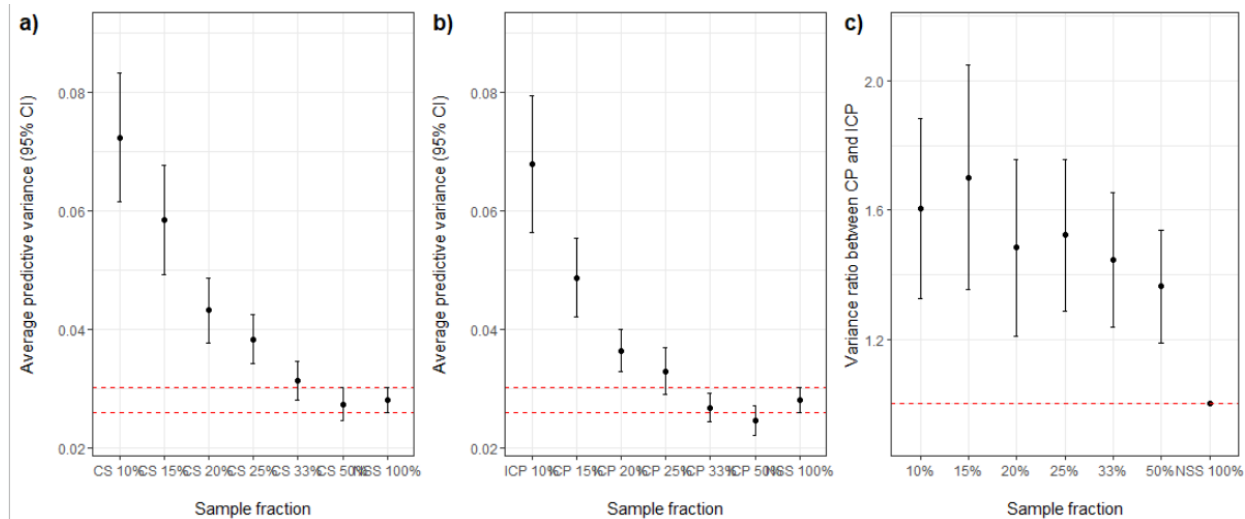 a)
Average predictive variance (95% CI)
0.08
0.06
0.04
0.02
CS 10% CS 15% CS 20% CS 25% CS 33% CS 50% NSS 100%
Sample fraction
b)
Average predictive variance (95% CI)
0.08
0.06
0.04
0.02
ICP 10% ICP 15% ICP 20% ICP 25% ICP 33% ICP 50% NSS 100%
Sample fraction
c)
Variance ratio between CP and ICP
2.0
1.6
1.2
10% 15% 20% 25% 33% 50% NSS 100%
Sample fraction